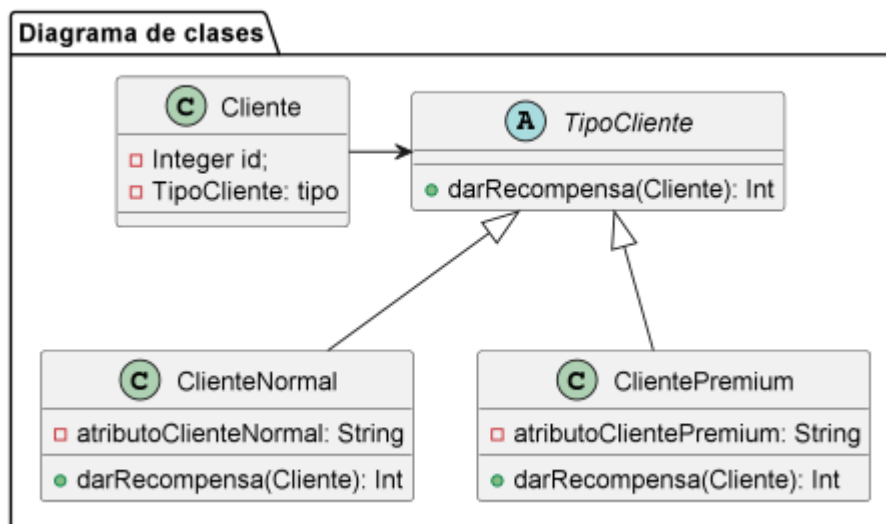 Diagrama de clases
C Cliente
Integer id;
TipoCliente: tipo
A TipoCliente
darRecompensa(Cliente): Int
C ClienteNormal
atributoClienteNormal: String
darRecompensa(Cliente): Int
C ClientePremium
atributoClientePremium: String
darRecompensa(Cliente): Int